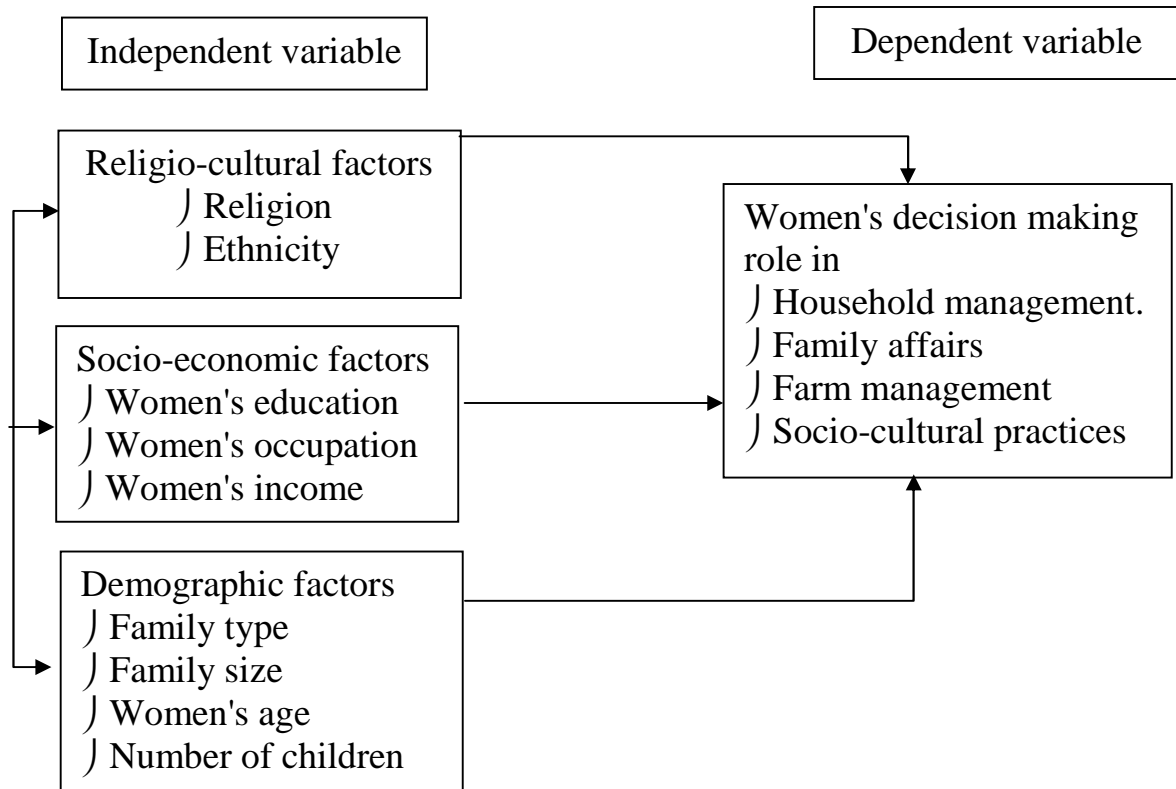 Independent variable
Dependent variable
Religio-cultural factors
⌡ Religion
⌡ Ethnicity
Socio-economic factors
⌡ Women's education
⌡ Women's occupation
⌡ Women's income
Demographic factors
⌡ Family type
⌡ Family size
⌡ Women's age
⌡ Number of children
Women's decision making
role in
⌡ Household management.
⌡ Family affairs
⌡ Farm management
⌡ Socio-cultural practices